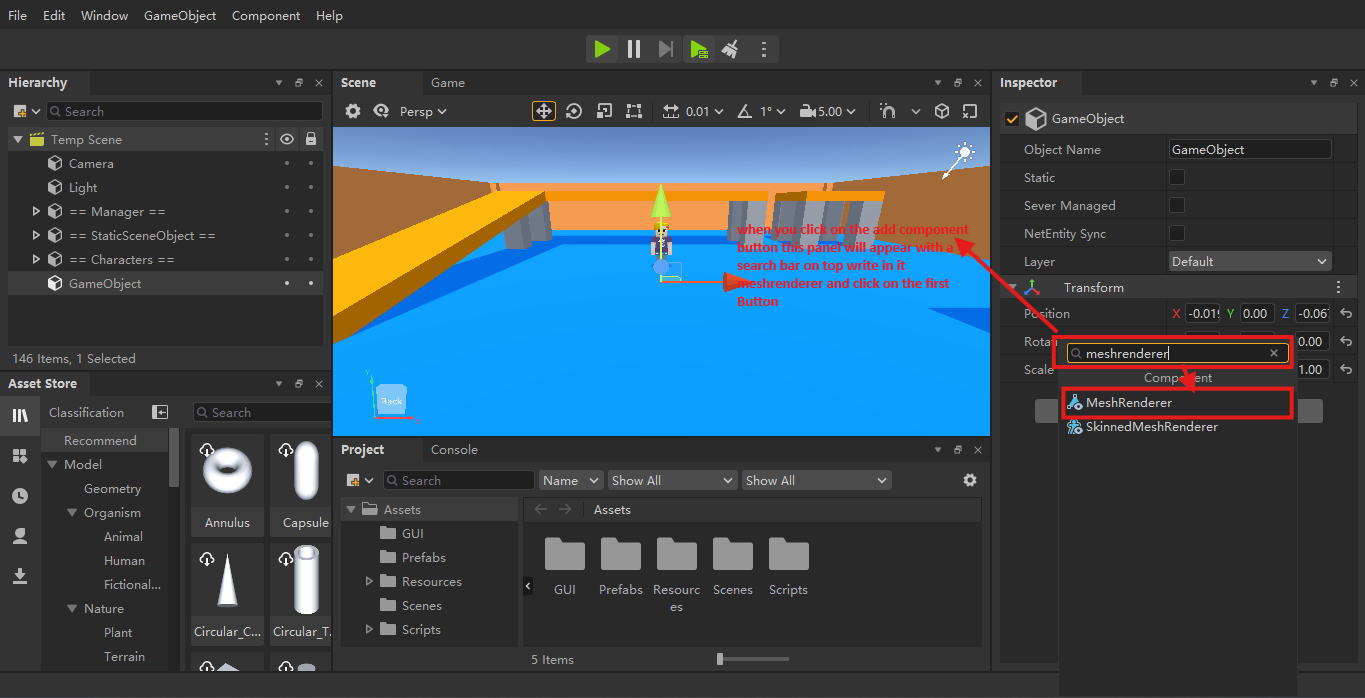 File Edit Window GameObject Component Help
Hierarchy
Search
Temp Scene
Camera
Light
== Manager ==
== StaticSceneObject ==
== Characters ==
GameObject
146 Items, 1 Selected
Asset Store
Classification
Search
Recommend
Model
Geometry
Organism
Animal
Human
Fictional...
Nature
Plant
Terrain
Annulus
Capsule
Circular_C...
Circular_T...
Scene Game
Persp 0.01 1° 5.00
when you click on the add component
button this panel will appear with a
search bar on top write in it
meshrenderer and click on the first
Button
Y
Back
Project Console
Search Name Show All Show All
Assets
GUI
Prefabs
Resources
Scenes
Scripts
Assets
GUI Prefabs Resourc
es Scenes Scripts
5 Items
Inspector
GameObject
Object Name GameObject
Static
Sever Managed
NetEntity Sync
Layer Default
Transform
Position X -0.019 Y 0.00 Z -0.06
Rotat 0.00
Scale 1.00
meshrenderer
Component
MeshRenderer
SkinnedMeshRenderer